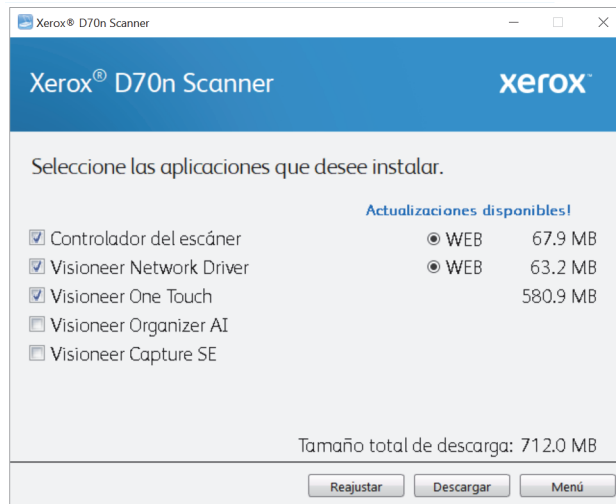 Xerox® D70n Scanner
Xerox® D70n Scanner
xerox™
Seleccione las aplicaciones que desee instalar.
Actualizaciones disponibles!
Controlador del escáner WEB 67.9 MB
Visioneer Network Driver WEB 63.2 MB
Visioneer One Touch 580.9 MB
Visioneer Organizer AI
Visioneer Capture SE
Tamaño total de descarga: 712.0 MB
Reajustar Descargar Menú